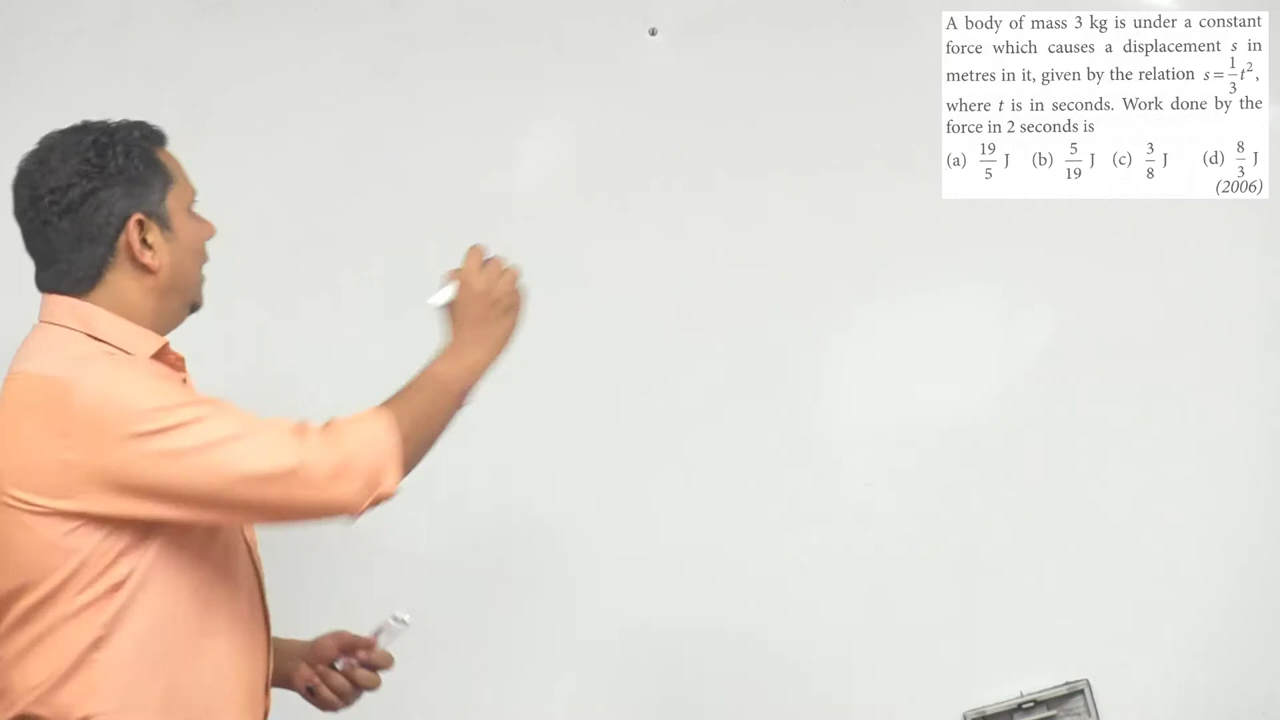 A body of mass 3 kg is under a constant
force which causes a displacement s in
metres in it, given by the relation s = 1/3 t²,
where t is in seconds. Work done by the
force in 2 seconds is
(a) 19/5 J (b) 5/19 J (c) 3/8 J (d) 8/3 J
(2006)